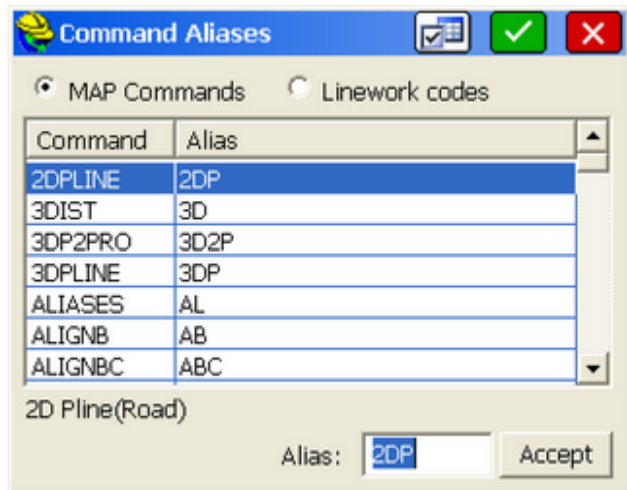 Command Aliases
MAP Commands Linework codes
Command Alias
2DPLINE 2DP
3DIST 3D
3DP2PRO 3D2P
3DPLINE 3DP
ALIASES AL
ALIGNB AB
ALIGNBC ABC
2D Pline(Road)
Alias: 2DP Accept